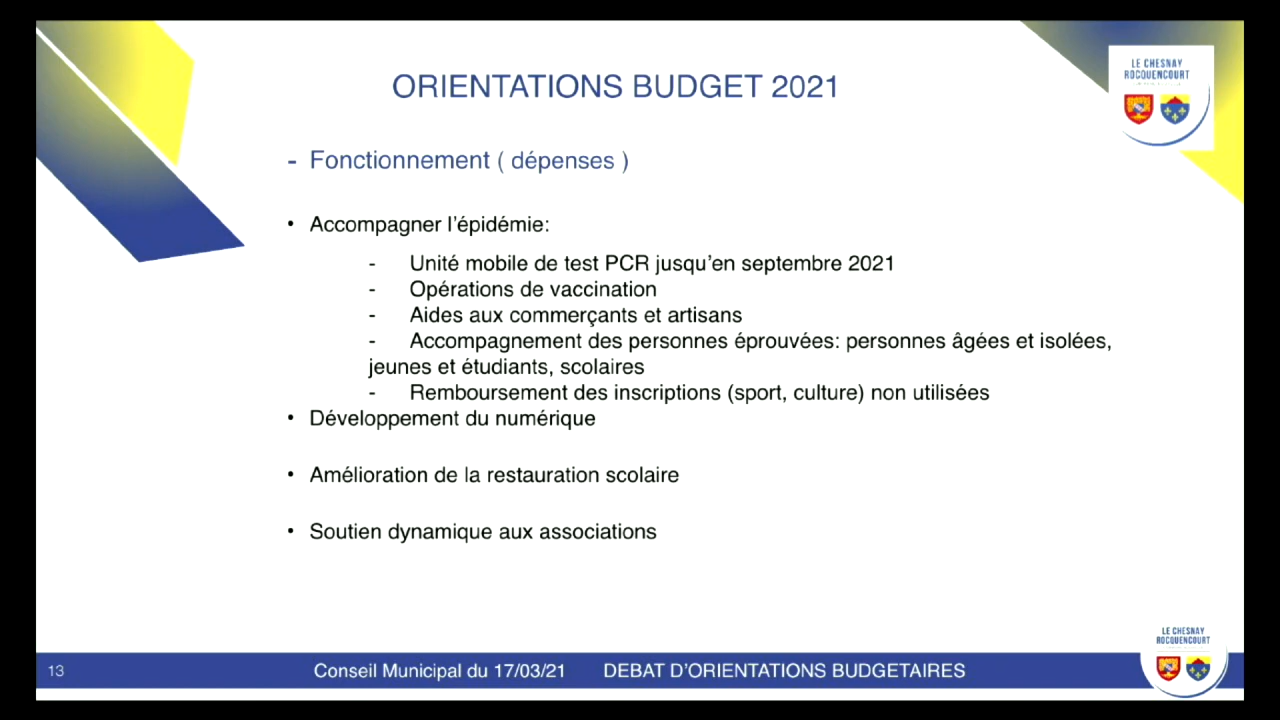 ORIENTATIONS BUDGET 2021
LE CHESNAY
ROCQUENCOURT
- Fonctionnement ( dépenses )
• Accompagner l'épidémie:
- Unité mobile de test PCR jusqu'en septembre 2021
- Opérations de vaccination
- Aides aux commerçants et artisans
- Accompagnement des personnes éprouvées: personnes âgées et isolées,
jeunes et étudiants, scolaires
- Remboursement des inscriptions (sport, culture) non utilisées
• Développement du numérique
• Amélioration de la restauration scolaire
• Soutien dynamique aux associations
13 Conseil Municipal du 17/03/21 DEBAT D'ORIENTATIONS BUDGETAIRES
LE CHESNAY
ROCQUENCOURT